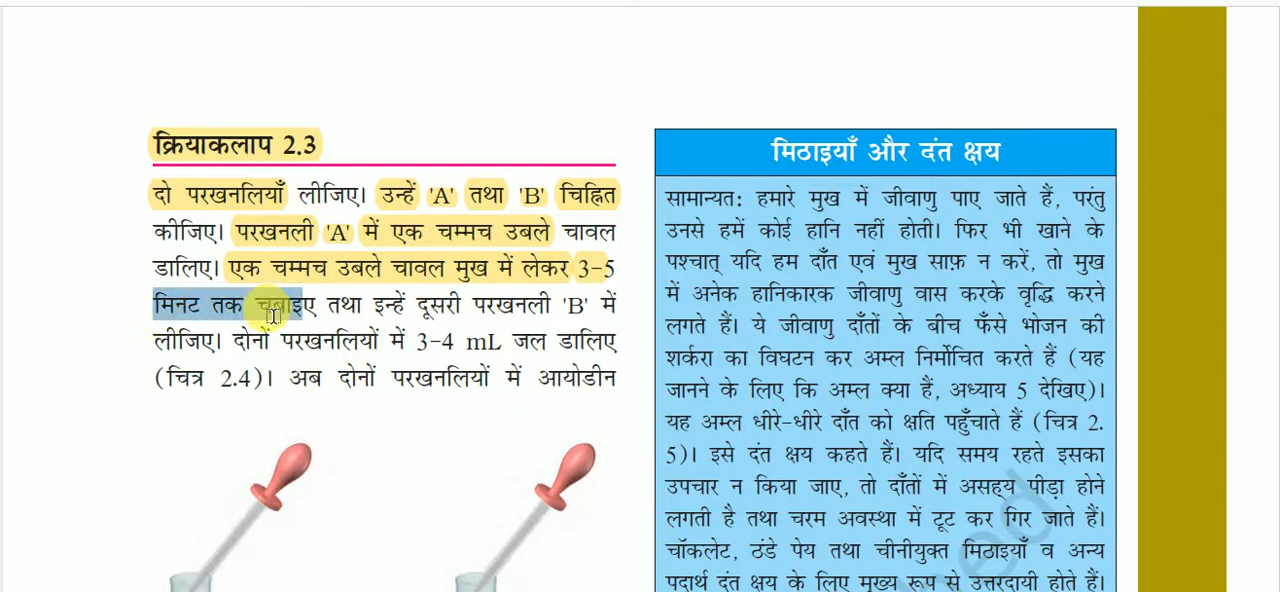 क्रियाकलाप 2.3
दो परखनलियाँ लीजिए। उन्हें 'A' तथा 'B' चिह्नित
कीजिए। परखनली 'A' में एक चम्मच उबले चावल
डालिए। एक चम्मच उबले चावल मुख में लेकर 3-5
मिनट तक चबाइए तथा इन्हें दूसरी परखनली 'B' में
लीजिए। दोनों परखनलियों में 3-4 mL जल डालिए
(चित्र 2.4)। अब दोनों परखनलियों में आयोडीन
मिठाइयाँ और दंत क्षय
सामान्यत: हमारे मुख में जीवाणु पाए जाते हैं, परंतु
उनसे हमें कोई हानि नहीं होती। फिर भी खाने के
पश्चात् यदि हम दाँत एवं मुख साफ़ न करें, तो मुख
में अनेक हानिकारक जीवाणु वास करके वृद्धि करने
लगते हैं। ये जीवाणु दाँतों के बीच फँसे भोजन की
शर्करा का विघटन कर अम्ल निर्मोचित करते हैं (यह
जानने के लिए कि अम्ल क्या हैं, अध्याय 5 देखिए)।
यह अम्ल धीरे-धीरे दाँत को क्षति पहुँचाते हैं (चित्र 2.
5)। इसे दंत क्षय कहते हैं। यदि समय रहते इसका
उपचार न किया जाए, तो दाँतों में असह्य पीड़ा होने
लगती है तथा चरम अवस्था में टूट कर गिर जाते हैं।
चॉकलेट, ठंडे पेय तथा चीनीयुक्त मिठाइयाँ व अन्य
पदार्थ दंत क्षय के लिए मुख्य रूप से उत्तरदायी होते हैं।